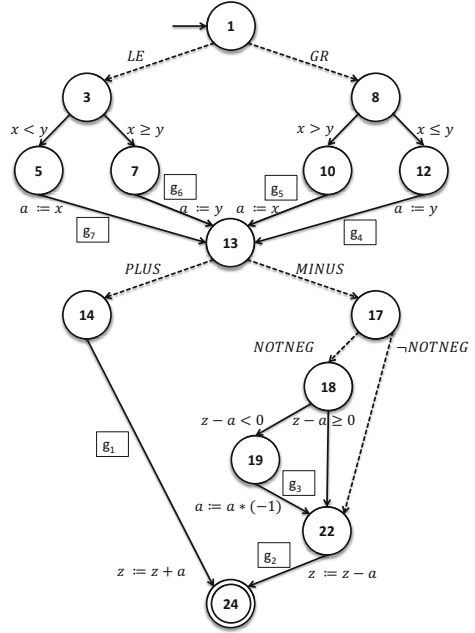 1
LE GR
3 8
x < y x ≥ y x > y x ≤ y
5 7 10 12
g₆ g₅
a := x a := y a := x a := y
g₇ g₄
13
PLUS MINUS
14 17
NOTNEG ¬NOTNEG
18
z − a < 0 z − a ≥ 0
g₁
19
g₃
a := a ∗ (−1)
22
g₂
z := z + a z := z − a
24